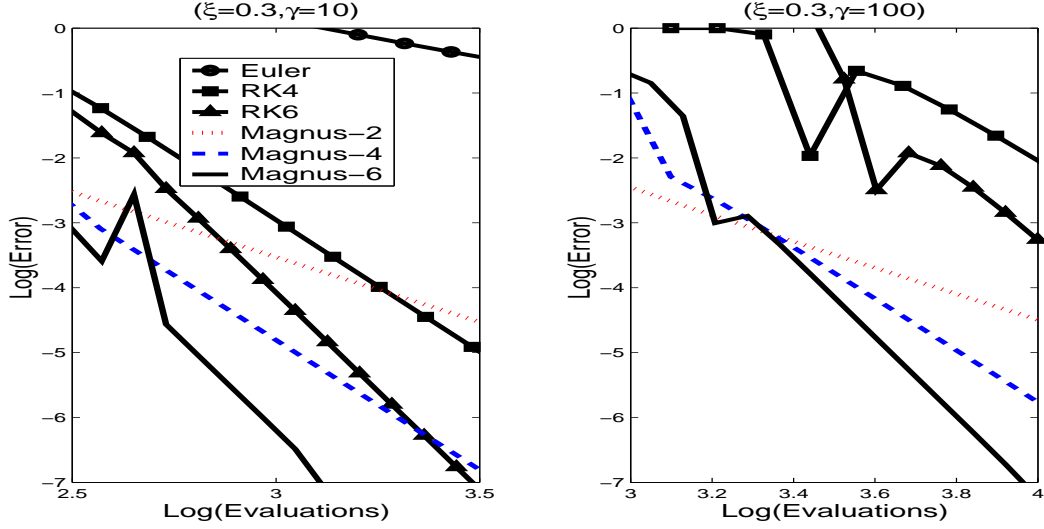 (ξ=0.3,γ=10)
0
−1
−2
−3
−4
−5
−6
−7
Log(Error)
Euler
RK4
RK6
Magnus−2
Magnus−4
Magnus−6
2.5
3
3.5
Log(Evaluations)
(ξ=0.3,γ=100)
0
−1
−2
−3
−4
−5
−6
−7
Log(Error)
3
3.2
3.4
3.6
3.8
4
Log(Evaluations)